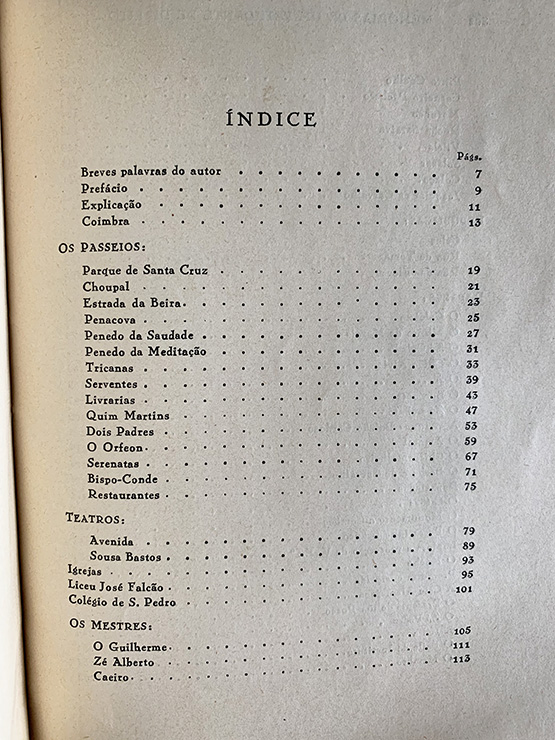 ÍNDICE
Págs.
Breves palavras do autor . . . . . . . . . . 7
Prefácio . . . . . . . . . . . . . . . 9
Explicação . . . . . . . . . . . . . . 11
Coimbra . . . . . . . . . . . . . . . 13
OS PASSEIOS:
Parque de Santa Cruz . . . . . . . . . . . 19
Choupal . . . . . . . . . . . . . . . 21
Estrada da Beira . . . . . . . . . . . . . 23
Penacova . . . . . . . . . . . . . . . 25
Penedo da Saudade . . . . . . . . . . . . 27
Penedo da Meditação . . . . . . . . . . . 31
Tricanas . . . . . . . . . . . . . . . 33
Serventes . . . . . . . . . . . . . . . 39
Livrarias . . . . . . . . . . . . . . . 43
Quim Martins . . . . . . . . . . . . . 47
Dois Padres . . . . . . . . . . . . . . 53
O Orfeon . . . . . . . . . . . . . . . 59
Serenatas . . . . . . . . . . . . . . . 67
Bispo-Conde . . . . . . . . . . . . . . 71
Restaurantes . . . . . . . . . . . . . . 75
TEATROS:
Avenida . . . . . . . . . . . . . . . 79
Sousa Bastos . . . . . . . . . . . . . . 89
Igrejas . . . . . . . . . . . . . . . . 93
Liceu José Falcão . . . . . . . . . . . . . 95
Colégio de S. Pedro . . . . . . . . . . . . 101
OS MESTRES:
O Guilherme . . . . . . . . . . . . . . 105
Zé Alberto . . . . . . . . . . . . . . 111
Caeiro . . . . . . . . . . . . . . . . 113